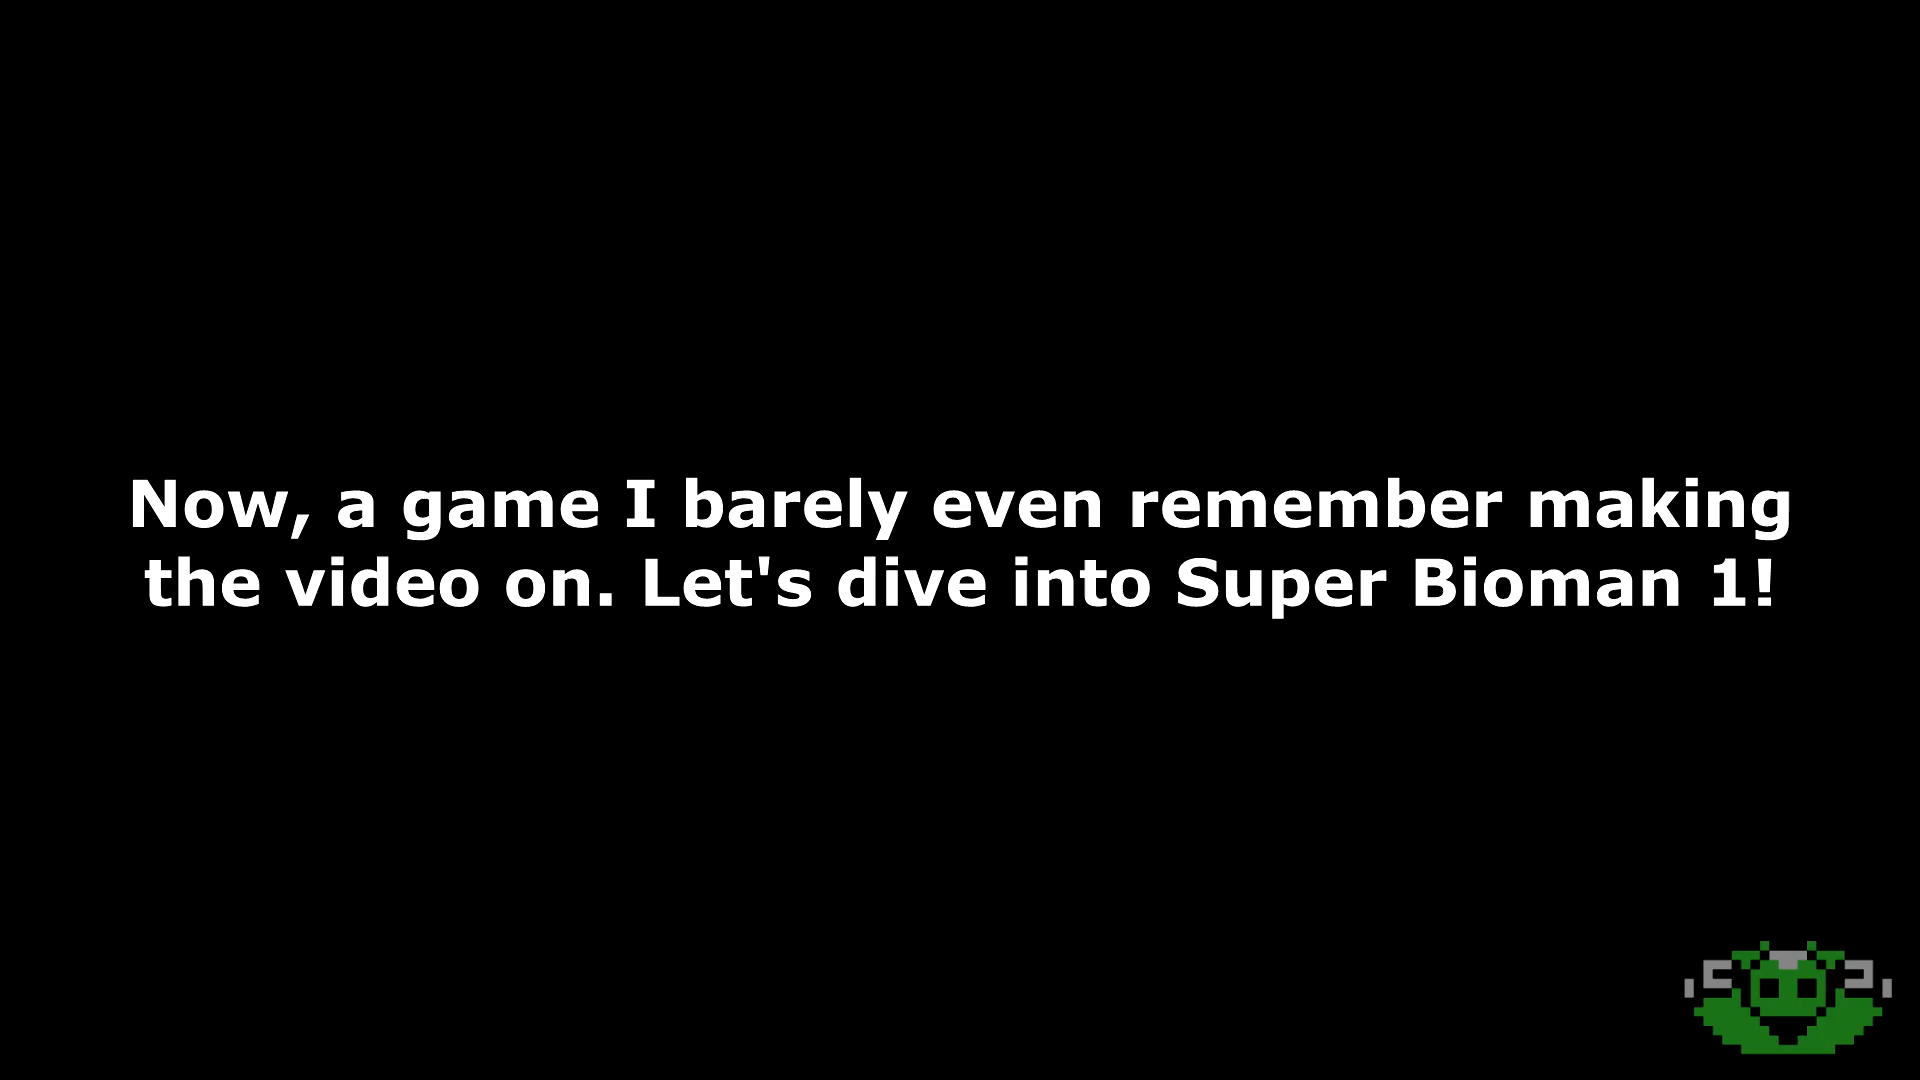 Now, a game I barely even remember making
the video on. Let's dive into Super Bioman 1!